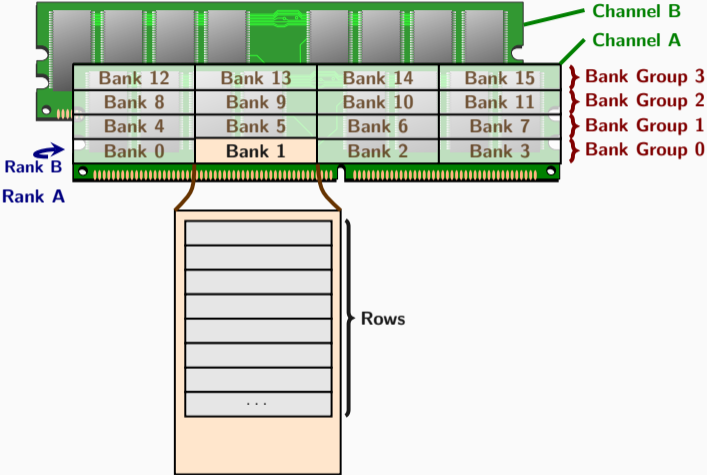 Channel B
Channel A
Bank 12 Bank 13 Bank 14 Bank 15 Bank Group 3
Bank 8 Bank 9 Bank 10 Bank 11 Bank Group 2
Bank 4 Bank 5 Bank 6 Bank 7 Bank Group 1
Bank 0 Bank 1 Bank 2 Bank 3 Bank Group 0
Rank B
Rank A
Rows
...